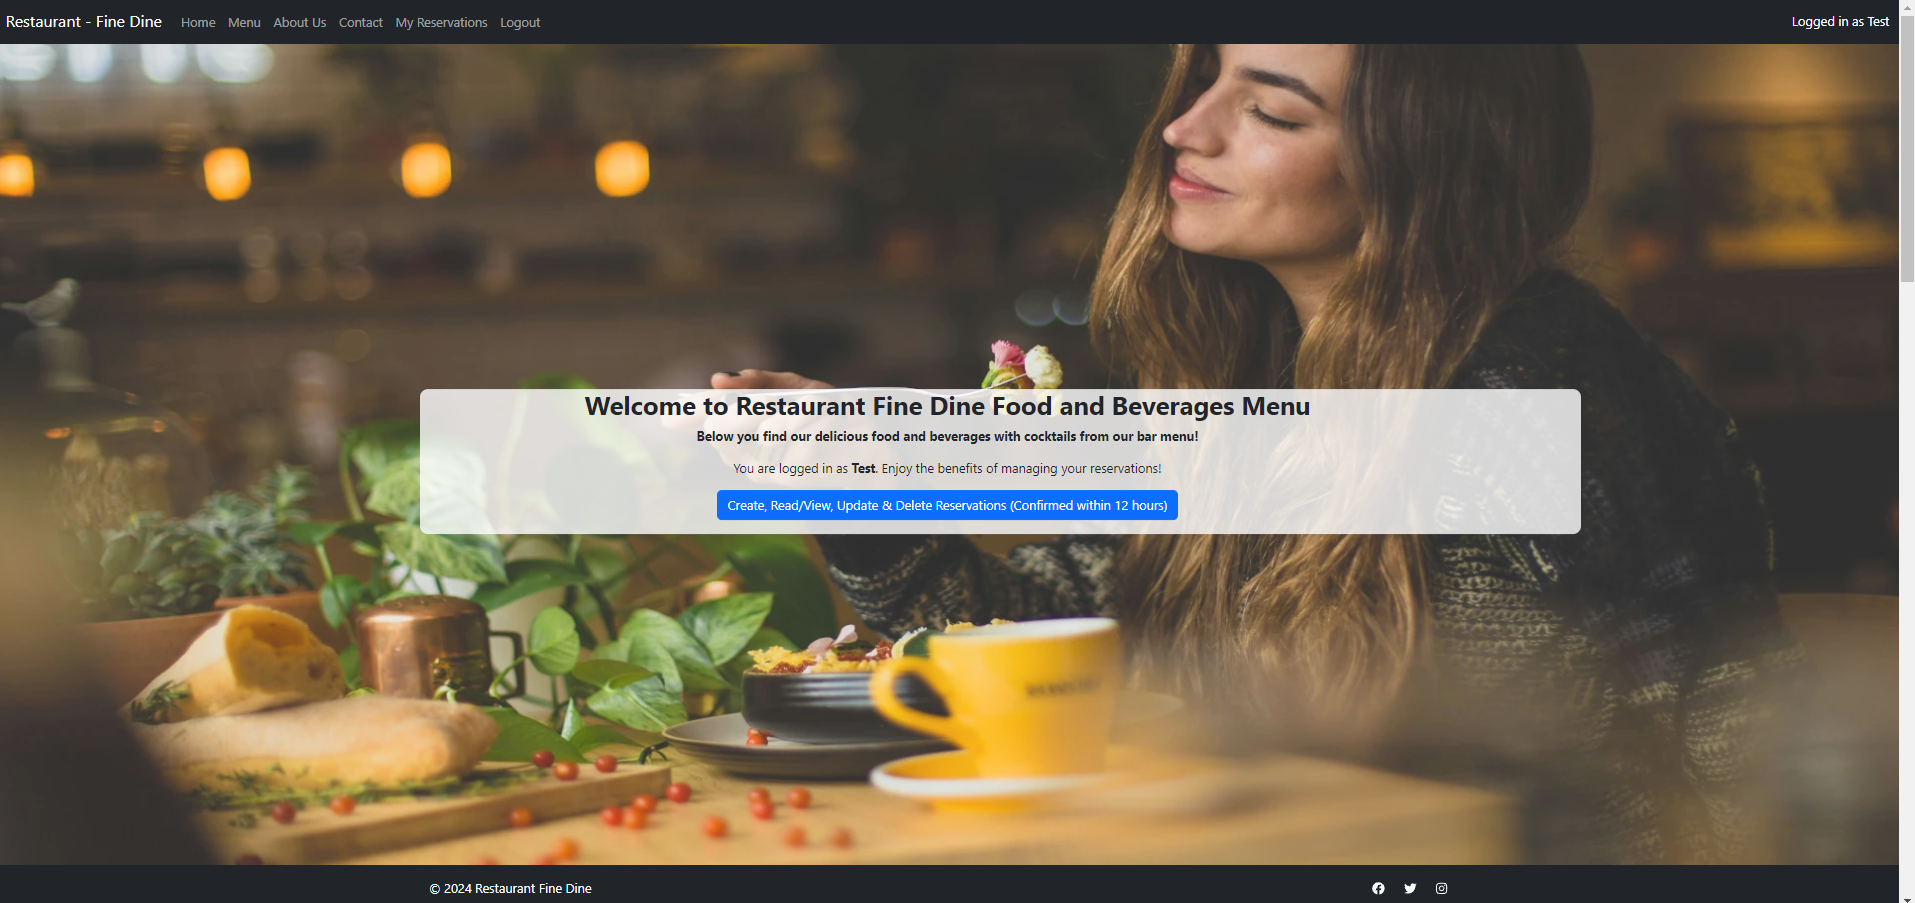 Restaurant - Fine Dine Home Menu About Us Contact My Reservations Logout Logged in as Test
Welcome to Restaurant Fine Dine Food and Beverages Menu
Below you find our delicious food and beverages with cocktails from our bar menu!
You are logged in as Test. Enjoy the benefits of managing your reservations!
Create, Read/View, Update & Delete Reservations (Confirmed within 12 hours)
© 2024 Restaurant Fine Dine